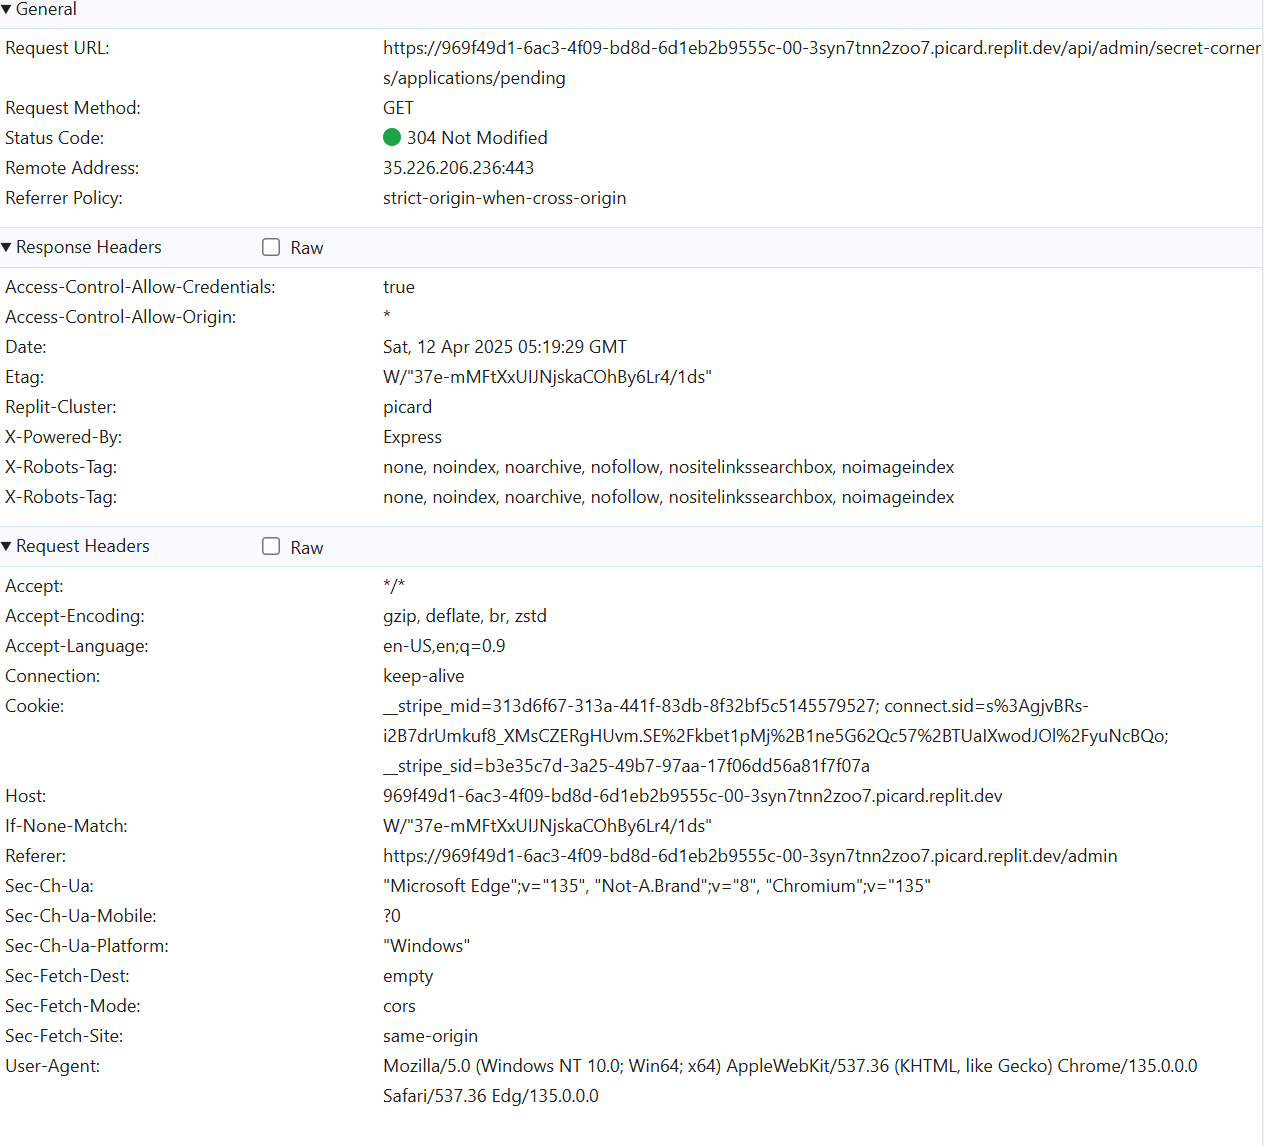 General
Request URL: https://969f49d1-6ac3-4f09-bd8d-6d1eb2b9555c-00-3syn7tnn2zoo7.picard.replit.dev/api/admin/secret-corner
s/applications/pending
Request Method: GET
Status Code: 304 Not Modified
Remote Address: 35.226.206.236:443
Referrer Policy: strict-origin-when-cross-origin
Response Headers Raw
Access-Control-Allow-Credentials: true
Access-Control-Allow-Origin: *
Date: Sat, 12 Apr 2025 05:19:29 GMT
Etag: W/"37e-mMFtXxUIJNjskaCOhBy6Lr4/1ds"
Replit-Cluster: picard
X-Powered-By: Express
X-Robots-Tag: none, noindex, noarchive, nofollow, nositelinkssearchbox, noimageindex
X-Robots-Tag: none, noindex, noarchive, nofollow, nositelinkssearchbox, noimageindex
Request Headers Raw
Accept: */*
Accept-Encoding: gzip, deflate, br, zstd
Accept-Language: en-US,en;q=0.9
Connection: keep-alive
Cookie: __stripe_mid=313d6f67-313a-441f-83db-8f32bf5c5145579527; connect.sid=s%3AgjvBRs-
i2B7drUmkuf8_XMsCZERgHUvm.SE%2Fkbet1pMj%2B1ne5G62Qc57%2BTUaIXwodJOl%2FyuNcBQo;
__stripe_sid=b3e35c7d-3a25-49b7-97aa-17f06dd56a81f7f07a
Host: 969f49d1-6ac3-4f09-bd8d-6d1eb2b9555c-00-3syn7tnn2zoo7.picard.replit.dev
If-None-Match: W/"37e-mMFtXxUIJNjskaCOhBy6Lr4/1ds"
Referer: https://969f49d1-6ac3-4f09-bd8d-6d1eb2b9555c-00-3syn7tnn2zoo7.picard.replit.dev/admin
Sec-Ch-Ua: "Microsoft Edge";v="135", "Not-A.Brand";v="8", "Chromium";v="135"
Sec-Ch-Ua-Mobile: ?0
Sec-Ch-Ua-Platform: "Windows"
Sec-Fetch-Dest: empty
Sec-Fetch-Mode: cors
Sec-Fetch-Site: same-origin
User-Agent: Mozilla/5.0 (Windows NT 10.0; Win64; x64) AppleWebKit/537.36 (KHTML, like Gecko) Chrome/135.0.0.0
Safari/537.36 Edg/135.0.0.0